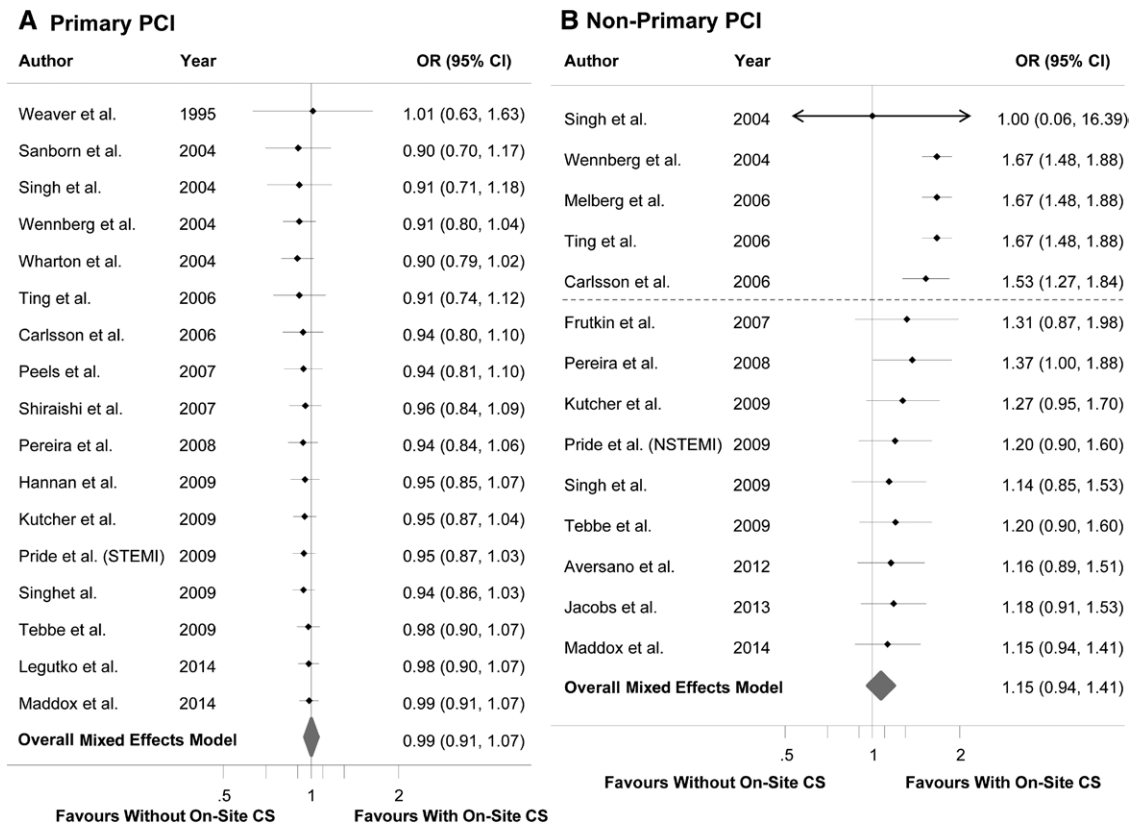 A Primary PCI
Author Year OR (95% CI)
Weaver et al. 1995 1.01 (0.63, 1.63)
Sanborn et al. 2004 0.90 (0.70, 1.17)
Singh et al. 2004 0.91 (0.71, 1.18)
Wennberg et al. 2004 0.91 (0.80, 1.04)
Wharton et al. 2004 0.90 (0.79, 1.02)
Ting et al. 2006 0.91 (0.74, 1.12)
Carlsson et al. 2006 0.94 (0.80, 1.10)
Peels et al. 2007 0.94 (0.81, 1.10)
Shiraishi et al. 2007 0.96 (0.84, 1.09)
Pereira et al. 2008 0.94 (0.84, 1.06)
Hannan et al. 2009 0.95 (0.85, 1.07)
Kutcher et al. 2009 0.95 (0.87, 1.04)
Pride et al. (STEMI) 2009 0.95 (0.87, 1.03)
Singhet al. 2009 0.94 (0.86, 1.03)
Tebbe et al. 2009 0.98 (0.90, 1.07)
Legutko et al. 2014 0.98 (0.90, 1.07)
Maddox et al. 2014 0.99 (0.91, 1.07)
Overall Mixed Effects Model 0.99 (0.91, 1.07)
.5 1 2
Favours Without On-Site CS Favours With On-Site CS
B Non-Primary PCI
Author Year OR (95% CI)
Singh et al. 2004 1.00 (0.06, 16.39)
Wennberg et al. 2004 1.67 (1.48, 1.88)
Melberg et al. 2006 1.67 (1.48, 1.88)
Ting et al. 2006 1.67 (1.48, 1.88)
Carlsson et al. 2006 1.53 (1.27, 1.84)
Frutkin et al. 2007 1.31 (0.87, 1.98)
Pereira et al. 2008 1.37 (1.00, 1.88)
Kutcher et al. 2009 1.27 (0.95, 1.70)
Pride et al. (NSTEMI) 2009 1.20 (0.90, 1.60)
Singh et al. 2009 1.14 (0.85, 1.53)
Tebbe et al. 2009 1.20 (0.90, 1.60)
Aversano et al. 2012 1.16 (0.89, 1.51)
Jacobs et al. 2013 1.18 (0.91, 1.53)
Maddox et al. 2014 1.15 (0.94, 1.41)
Overall Mixed Effects Model 1.15 (0.94, 1.41)
.5 1 2
Favours Without On-Site CS Favours With On-Site CS